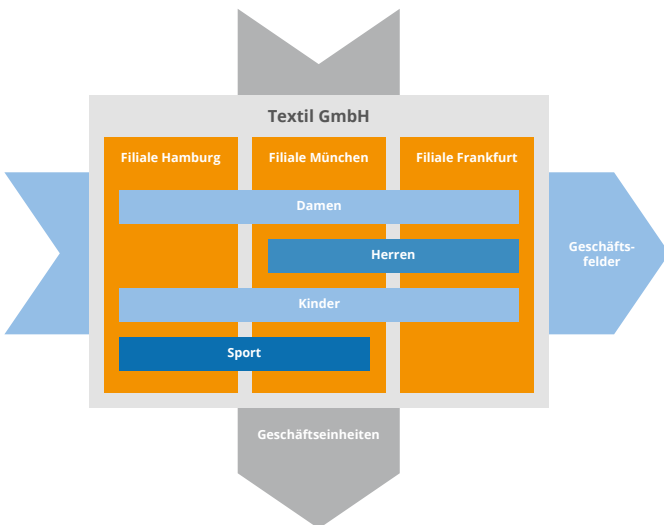 Textil GmbH
Filiale Hamburg
Filiale München
Filiale Frankfurt
Damen
Herren
Kinder
Sport
Geschäfts-
felder
Geschäftseinheiten